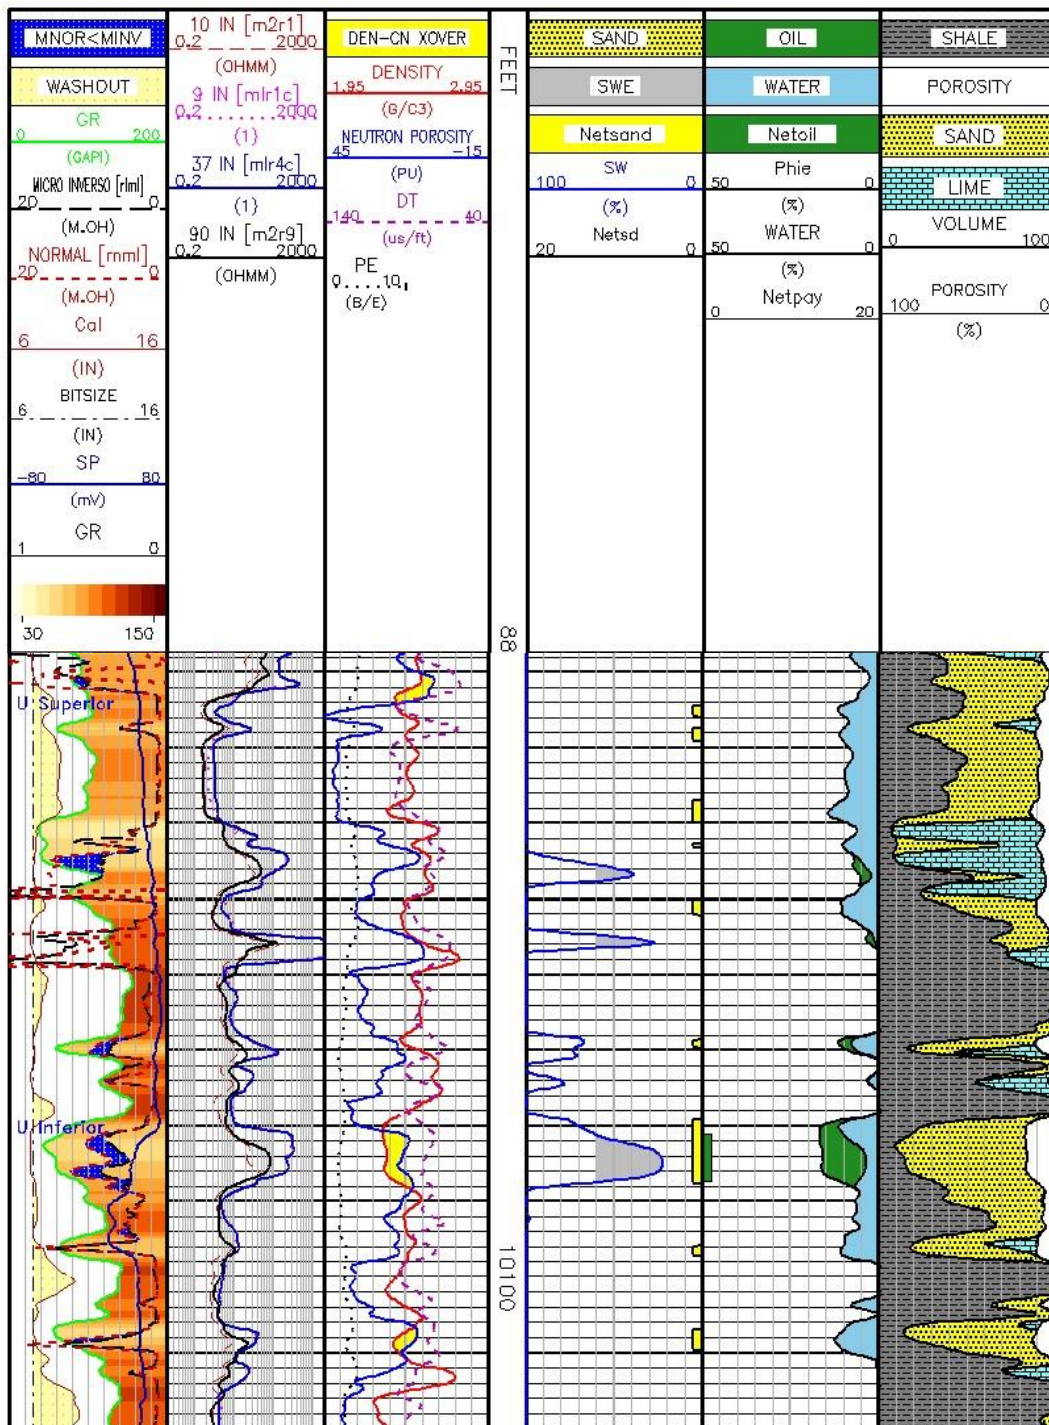 MNOR<MINV
WASHOUT
GR
0 200
(GAPI)
MICRO INVERSO [rlml]
20 0
(M.OH)
NORMAL [rnml]
20 0
(M.OH)
Cal
6 16
(IN)
BITSIZE
6 16
(IN)
SP
-80 80
(mV)
GR
1 0
30 150
10 IN [m2r1]
0.2 2000
(OHMM)
9 IN [mlr1c]
0.2 2000
(1)
37 IN [mlr4c]
0.2 2000
(1)
90 IN [m2r9]
0.2 2000
(OHMM)
DEN-CN XOVER
DENSITY
1.95 2.95
(G/C3)
NEUTRON POROSITY
45 -15
(PU)
DT
140 40
(us/ft)
PE
0 10
(B/E)
FEET
88
10100
SAND
SWE
Netsand
SW
100 0
(%)
Netsd
20 0
OIL
WATER
Netoil
Phie
50 0
(%)
WATER
50 0
(%)
Netpay
0 20
SHALE
POROSITY
SAND
LIME
VOLUME
0 100
POROSITY
100 0
(%)
U Superior
U Inferior